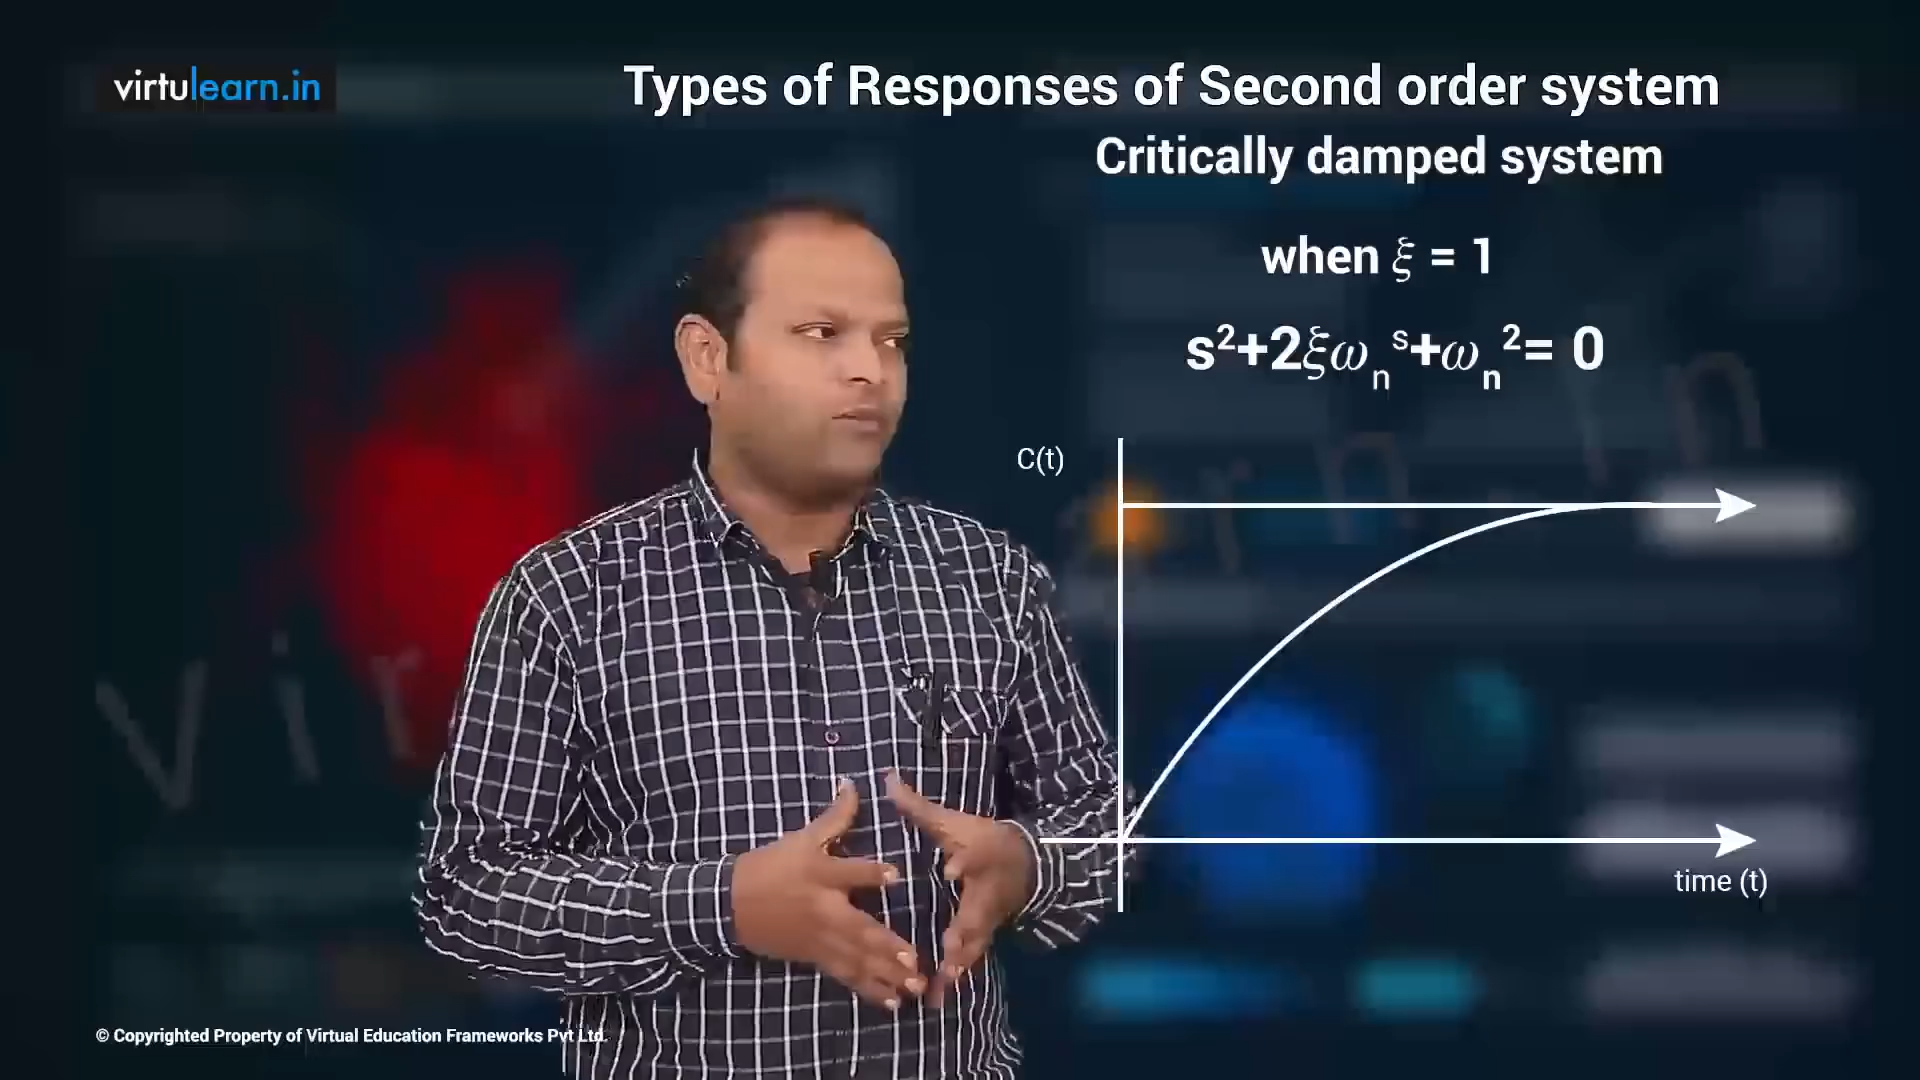 virtulearn.in
Types of Responses of Second order system
Critically damped system
when ξ = 1
s²+2ξωₙˢ+ωₙ²= 0
C(t)
time (t)
© Copyrighted Property of Virtual Education Frameworks Pvt Ltd.